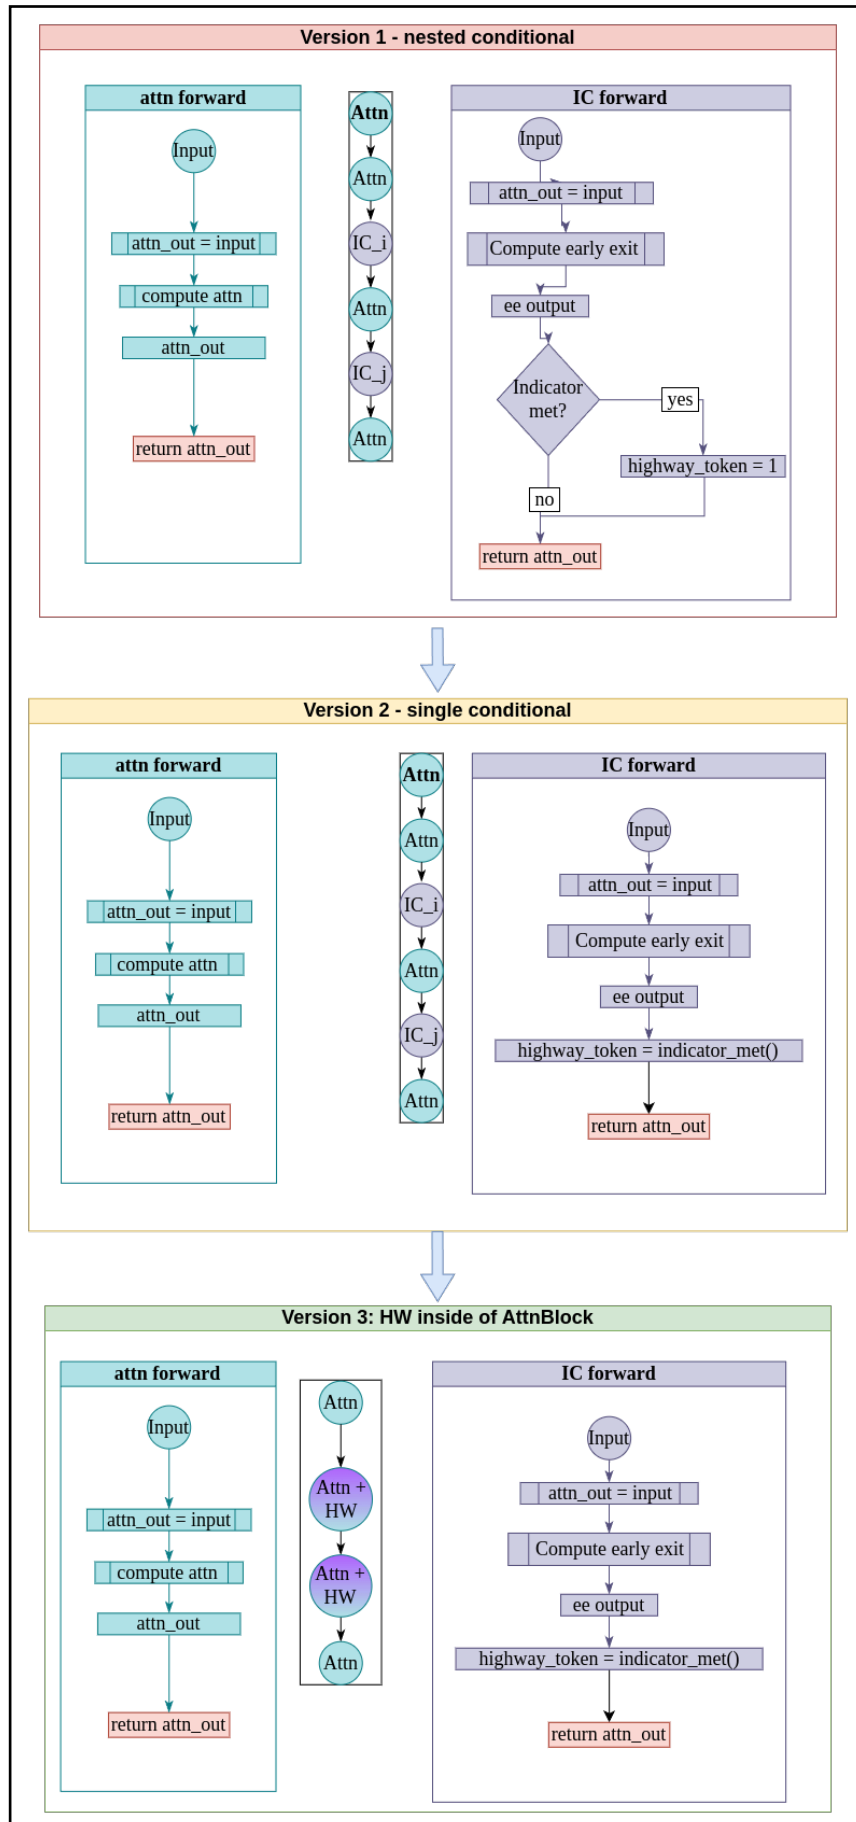 Version 1 - nested conditional
attn forward
Input
attn_out = input
compute attn
attn_out
return attn_out
Attn
Attn
IC_i
Attn
IC_j
Attn
IC forward
Input
attn_out = input
Compute early exit
ee output
Indicator
met?
yes
highway_token = 1
no
return attn_out
Version 2 - single conditional
attn forward
Input
attn_out = input
compute attn
attn_out
return attn_out
Attn
Attn
IC_i
Attn
IC_j
Attn
IC forward
Input
attn_out = input
Compute early exit
ee output
highway_token = indicator_met()
return attn_out
Version 3: HW inside of AttnBlock
attn forward
Input
attn_out = input
compute attn
attn_out
return attn_out
Attn
Attn +
HW
Attn +
HW
Attn
IC forward
Input
attn_out = input
Compute early exit
ee output
highway_token = indicator_met()
return attn_out